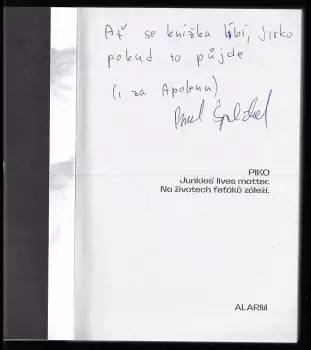 Ať se knížka líbí, Jirko
pokud to půjde
(i za Apolenu)
PIKO
Junkies' lives matter.
Na životech feťáků záleží.
ALARM